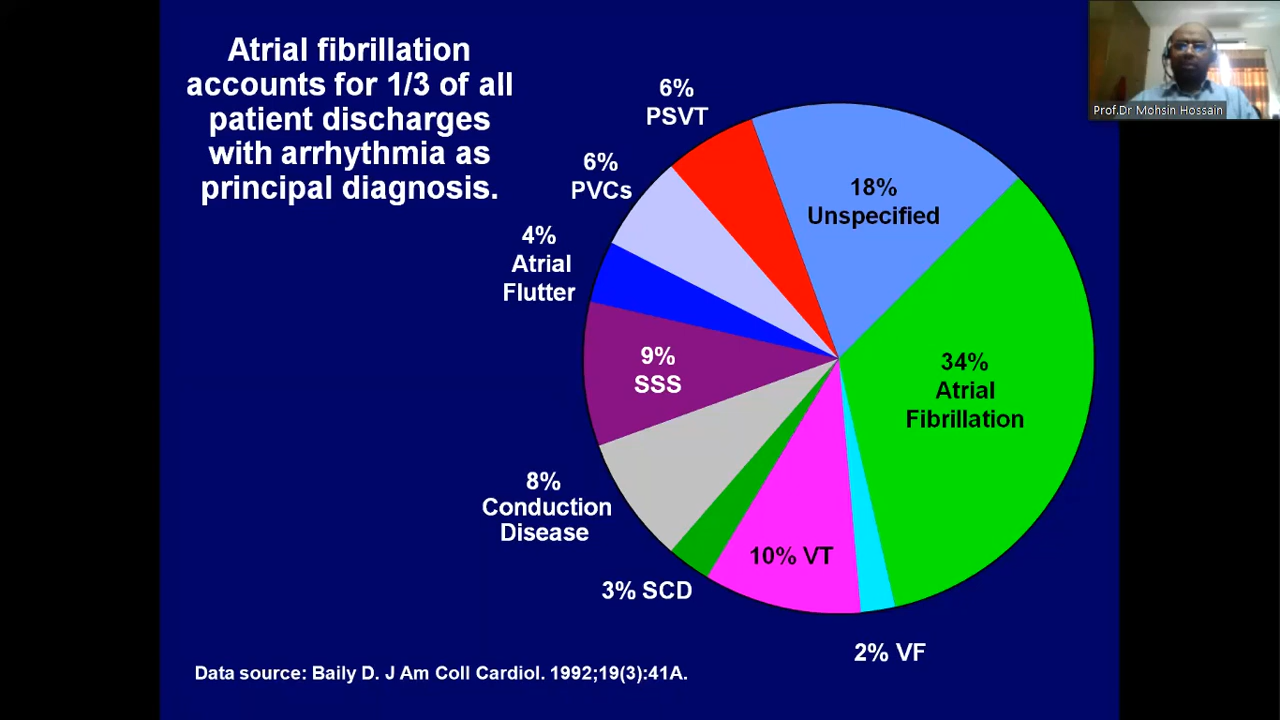 Atrial fibrillation
accounts for 1/3 of all
patient discharges
with arrhythmia as
principal diagnosis.
6%
PSVT
6%
PVCs
4%
Atrial
Flutter
18%
Unspecified
34%
Atrial
Fibrillation
9%
SSS
8%
Conduction
Disease
10% VT
3% SCD
2% VF
Data source: Baily D. J Am Coll Cardiol. 1992;19(3):41A.
Prof.Dr Mohsin Hossain